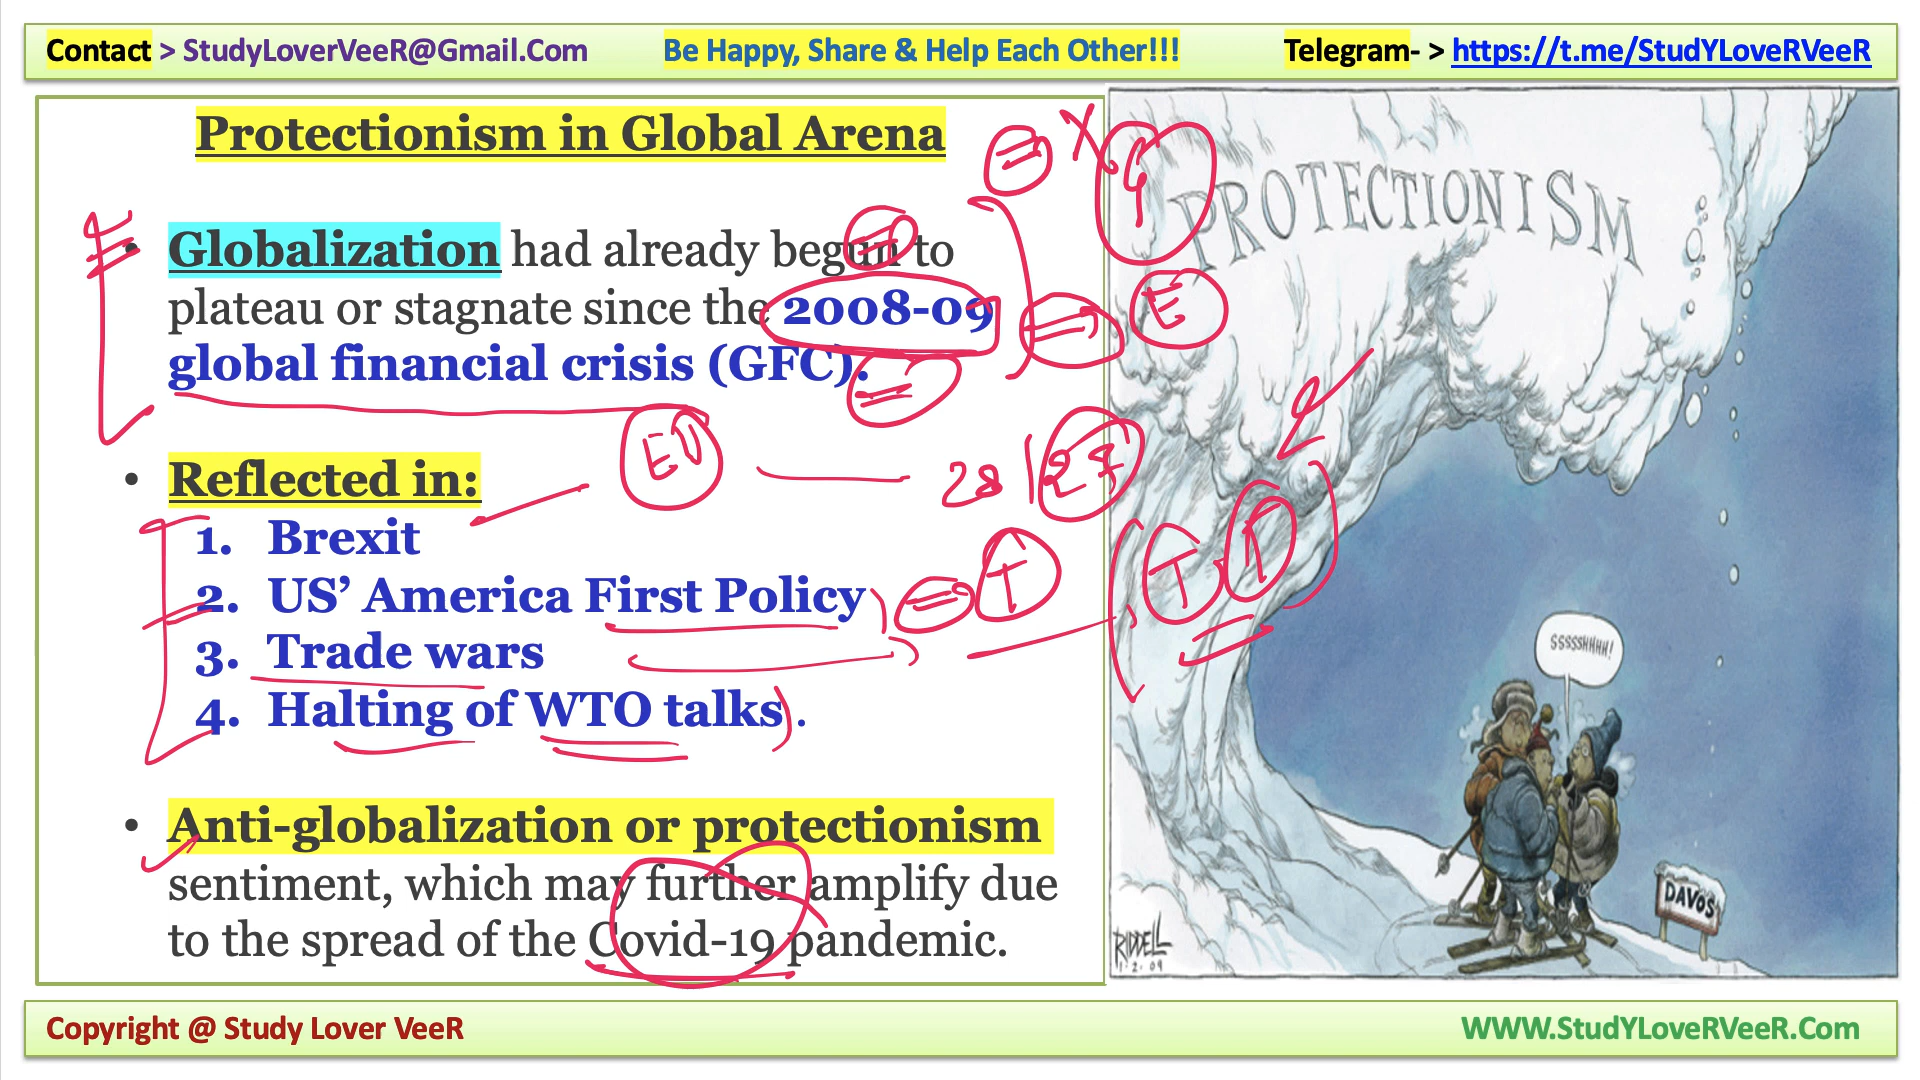 Contact > StudyLoverVeeR@Gmail.Com Be Happy, Share & Help Each Other!!! Telegram- > https://t.me/StudYLoveRVeeR
Protectionism in Global Arena
• Globalization had already begun to
plateau or stagnate since the 2008-09
global financial crisis (GFC).
• Reflected in:
1. Brexit
2. US’ America First Policy
3. Trade wars
4. Halting of WTO talks .
• Anti-globalization or protectionism
sentiment, which may further amplify due
to the spread of the Covid-19 pandemic.
E
EU
28 27
T
T
PROTECTIONISM
SSSSSHHHH!
DAVOS
RIDDELL
Copyright @ Study Lover VeeR
WWW.StudYLoveRVeeR.Com